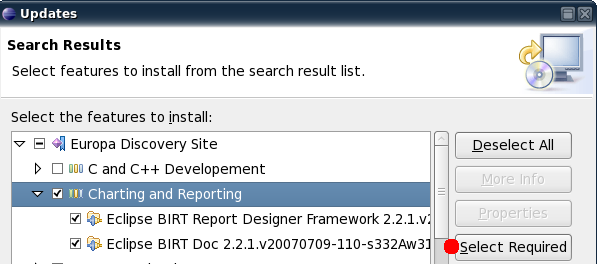 Updates
Search Results
Select features to install from the search result list.
Select the features to install:
Europa Discovery Site
Deselect All
C and C++ Developement
More Info
Charting and Reporting
Eclipse BIRT Report Designer Framework 2.2.1.v2
Properties
Eclipse BIRT Doc 2.2.1.v20070709-110-s332Aw31
Select Required